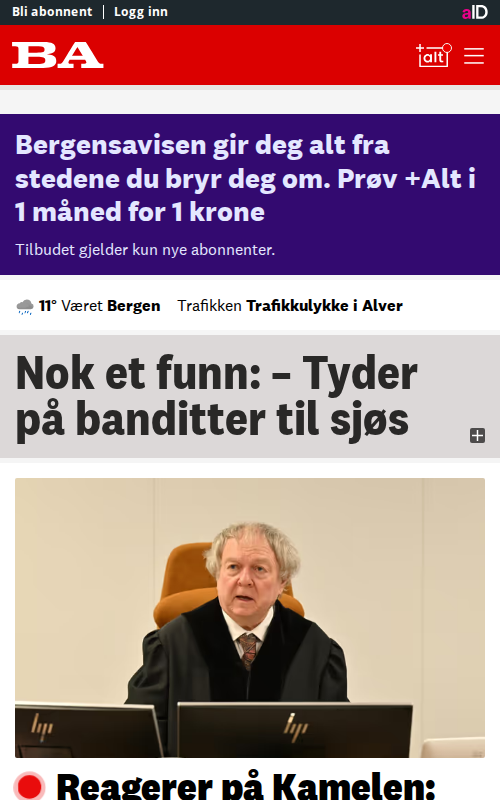 Bli abonnent | Logg inn
aID
BA
+alt
Bergensavisen gir deg alt fra
stedene du bryr deg om. Prøv +Alt i
1 måned for 1 krone
Tilbudet gjelder kun nye abonnenter.
11° Været Bergen Trafikken Trafikkulykke i Alver
Nok et funn: – Tyder
på banditter til sjøs
hp hp
Reagerer på Kamelen: